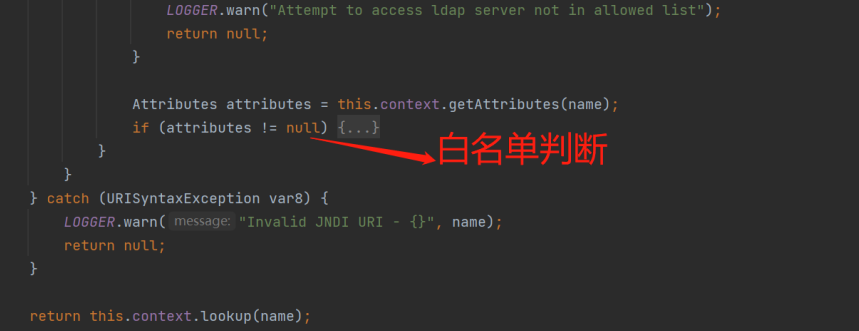 LOGGER.warn("Attempt to access ldap server not in allowed list");
return null;
}
Attributes attributes = this.context.getAttributes(name);
if (attributes != null) {...}
白名单判断
}
}
} catch (URISyntaxException var8) {
LOGGER.warn( message: "Invalid JNDI URI - {}", name);
return null;
}
return this.context.lookup(name);